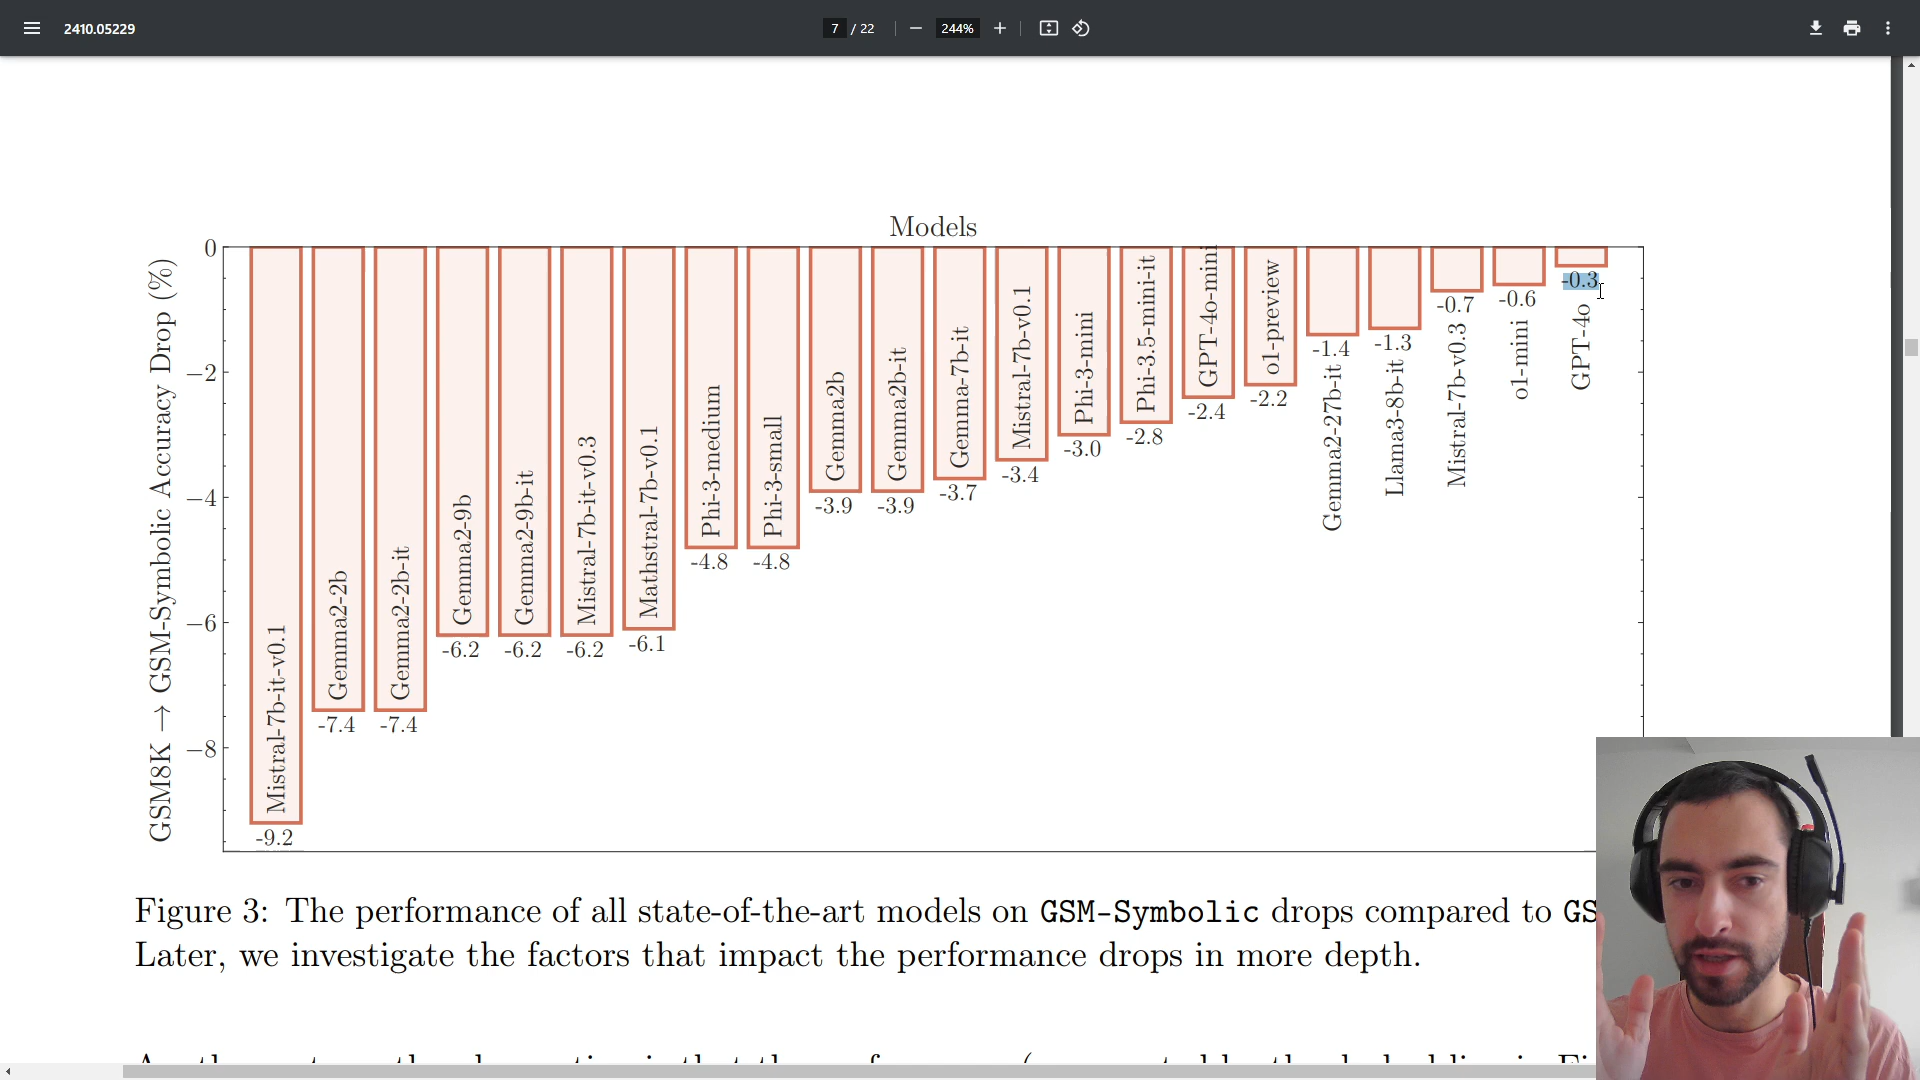 2410.05229
7 / 22
244%
Models
GSM8K → GSM-Symbolic Accuracy Drop (%)
0
−2
−4
−6
−8
Mistral-7b-it-v0.1
-9.2
Gemma2-2b
-7.4
Gemma2-2b-it
-7.4
Gemma2-9b
-6.2
Gemma2-9b-it
-6.2
Mistral-7b-it-v0.3
-6.2
Mathstral-7b-v0.1
-6.1
Phi-3-medium
-4.8
Phi-3-small
-4.8
Gemma2b
-3.9
Gemma2b-it
-3.9
Gemma-7b-it
-3.7
Mistral-7b-v0.1
-3.4
Phi-3-mini
-3.0
Phi-3.5-mini-it
-2.8
GPT-4o-mini
-2.4
o1-preview
-2.2
-1.4
Gemma2-27b-it
-1.3
Llama3-8b-it
-0.7
Mistral-7b-v0.3
-0.6
o1-mini
-0.3
GPT-4o
Figure 3: The performance of all state-of-the-art models on GSM-Symbolic drops compared to GS
Later, we investigate the factors that impact the performance drops in more depth.